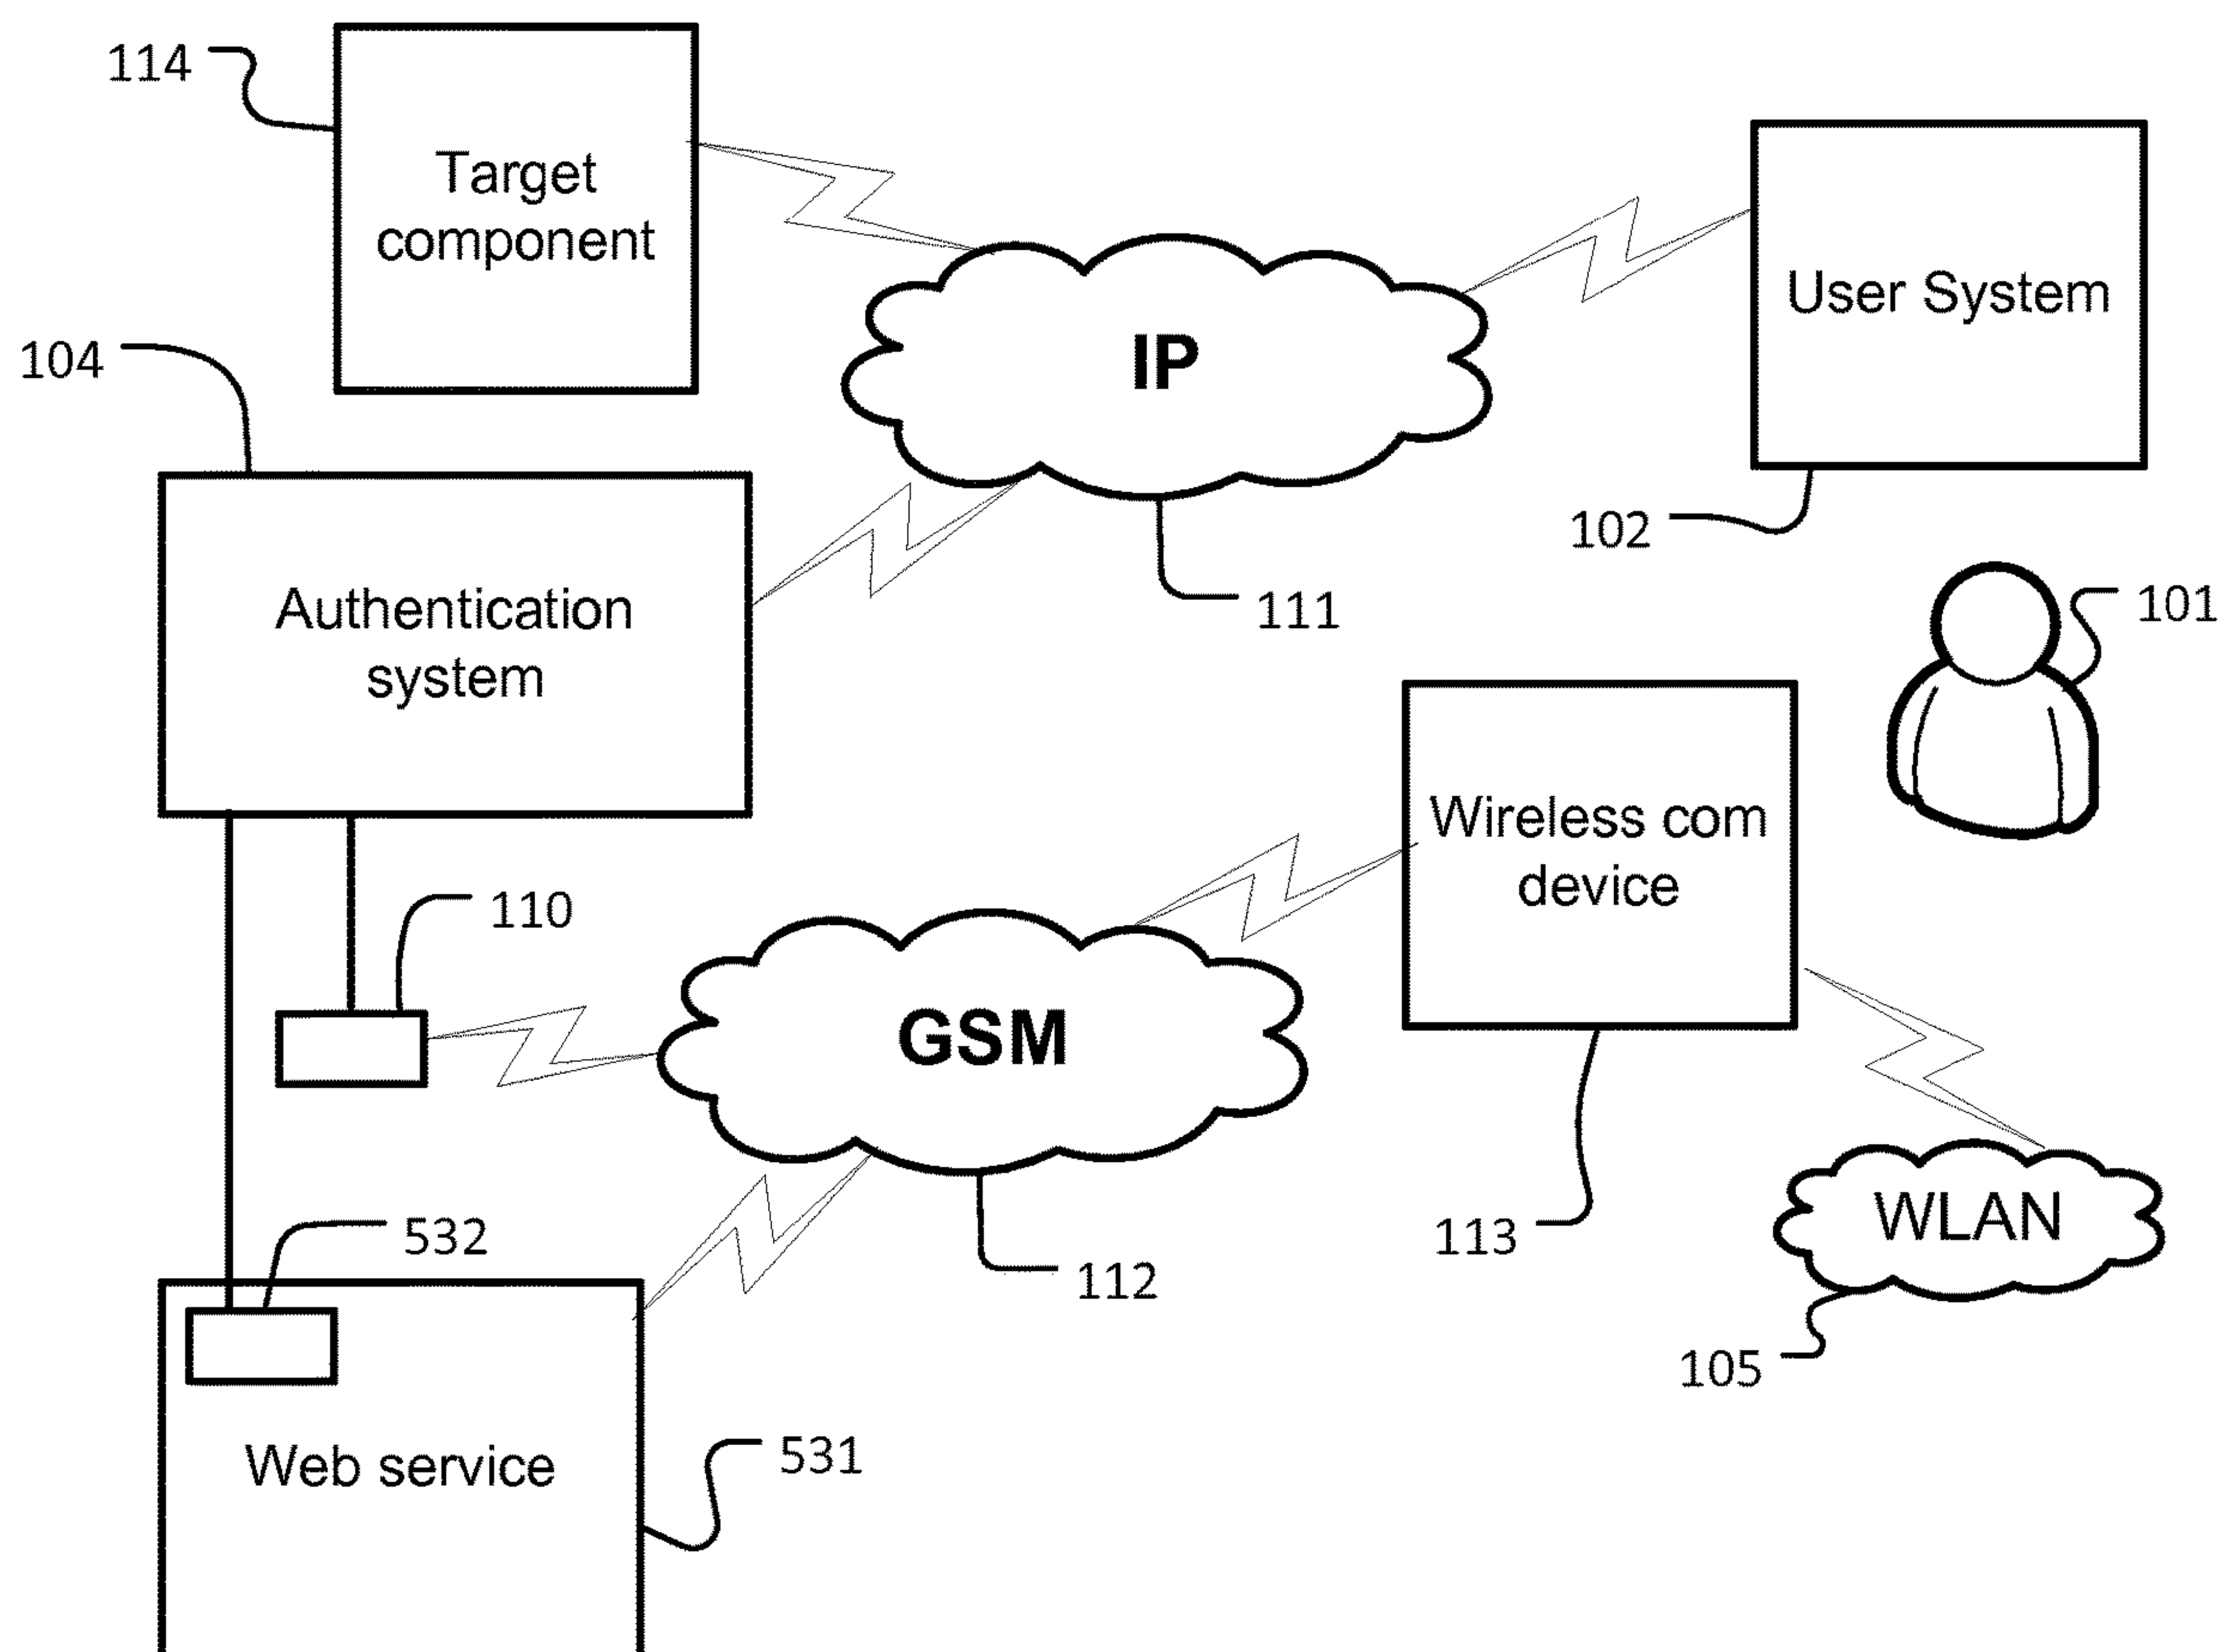 114
Target
component
User System
IP
104
102
111
101
Authentication
system
Wireless com
device
110
GSM
532
113
112
WLAN
105
Web service
531